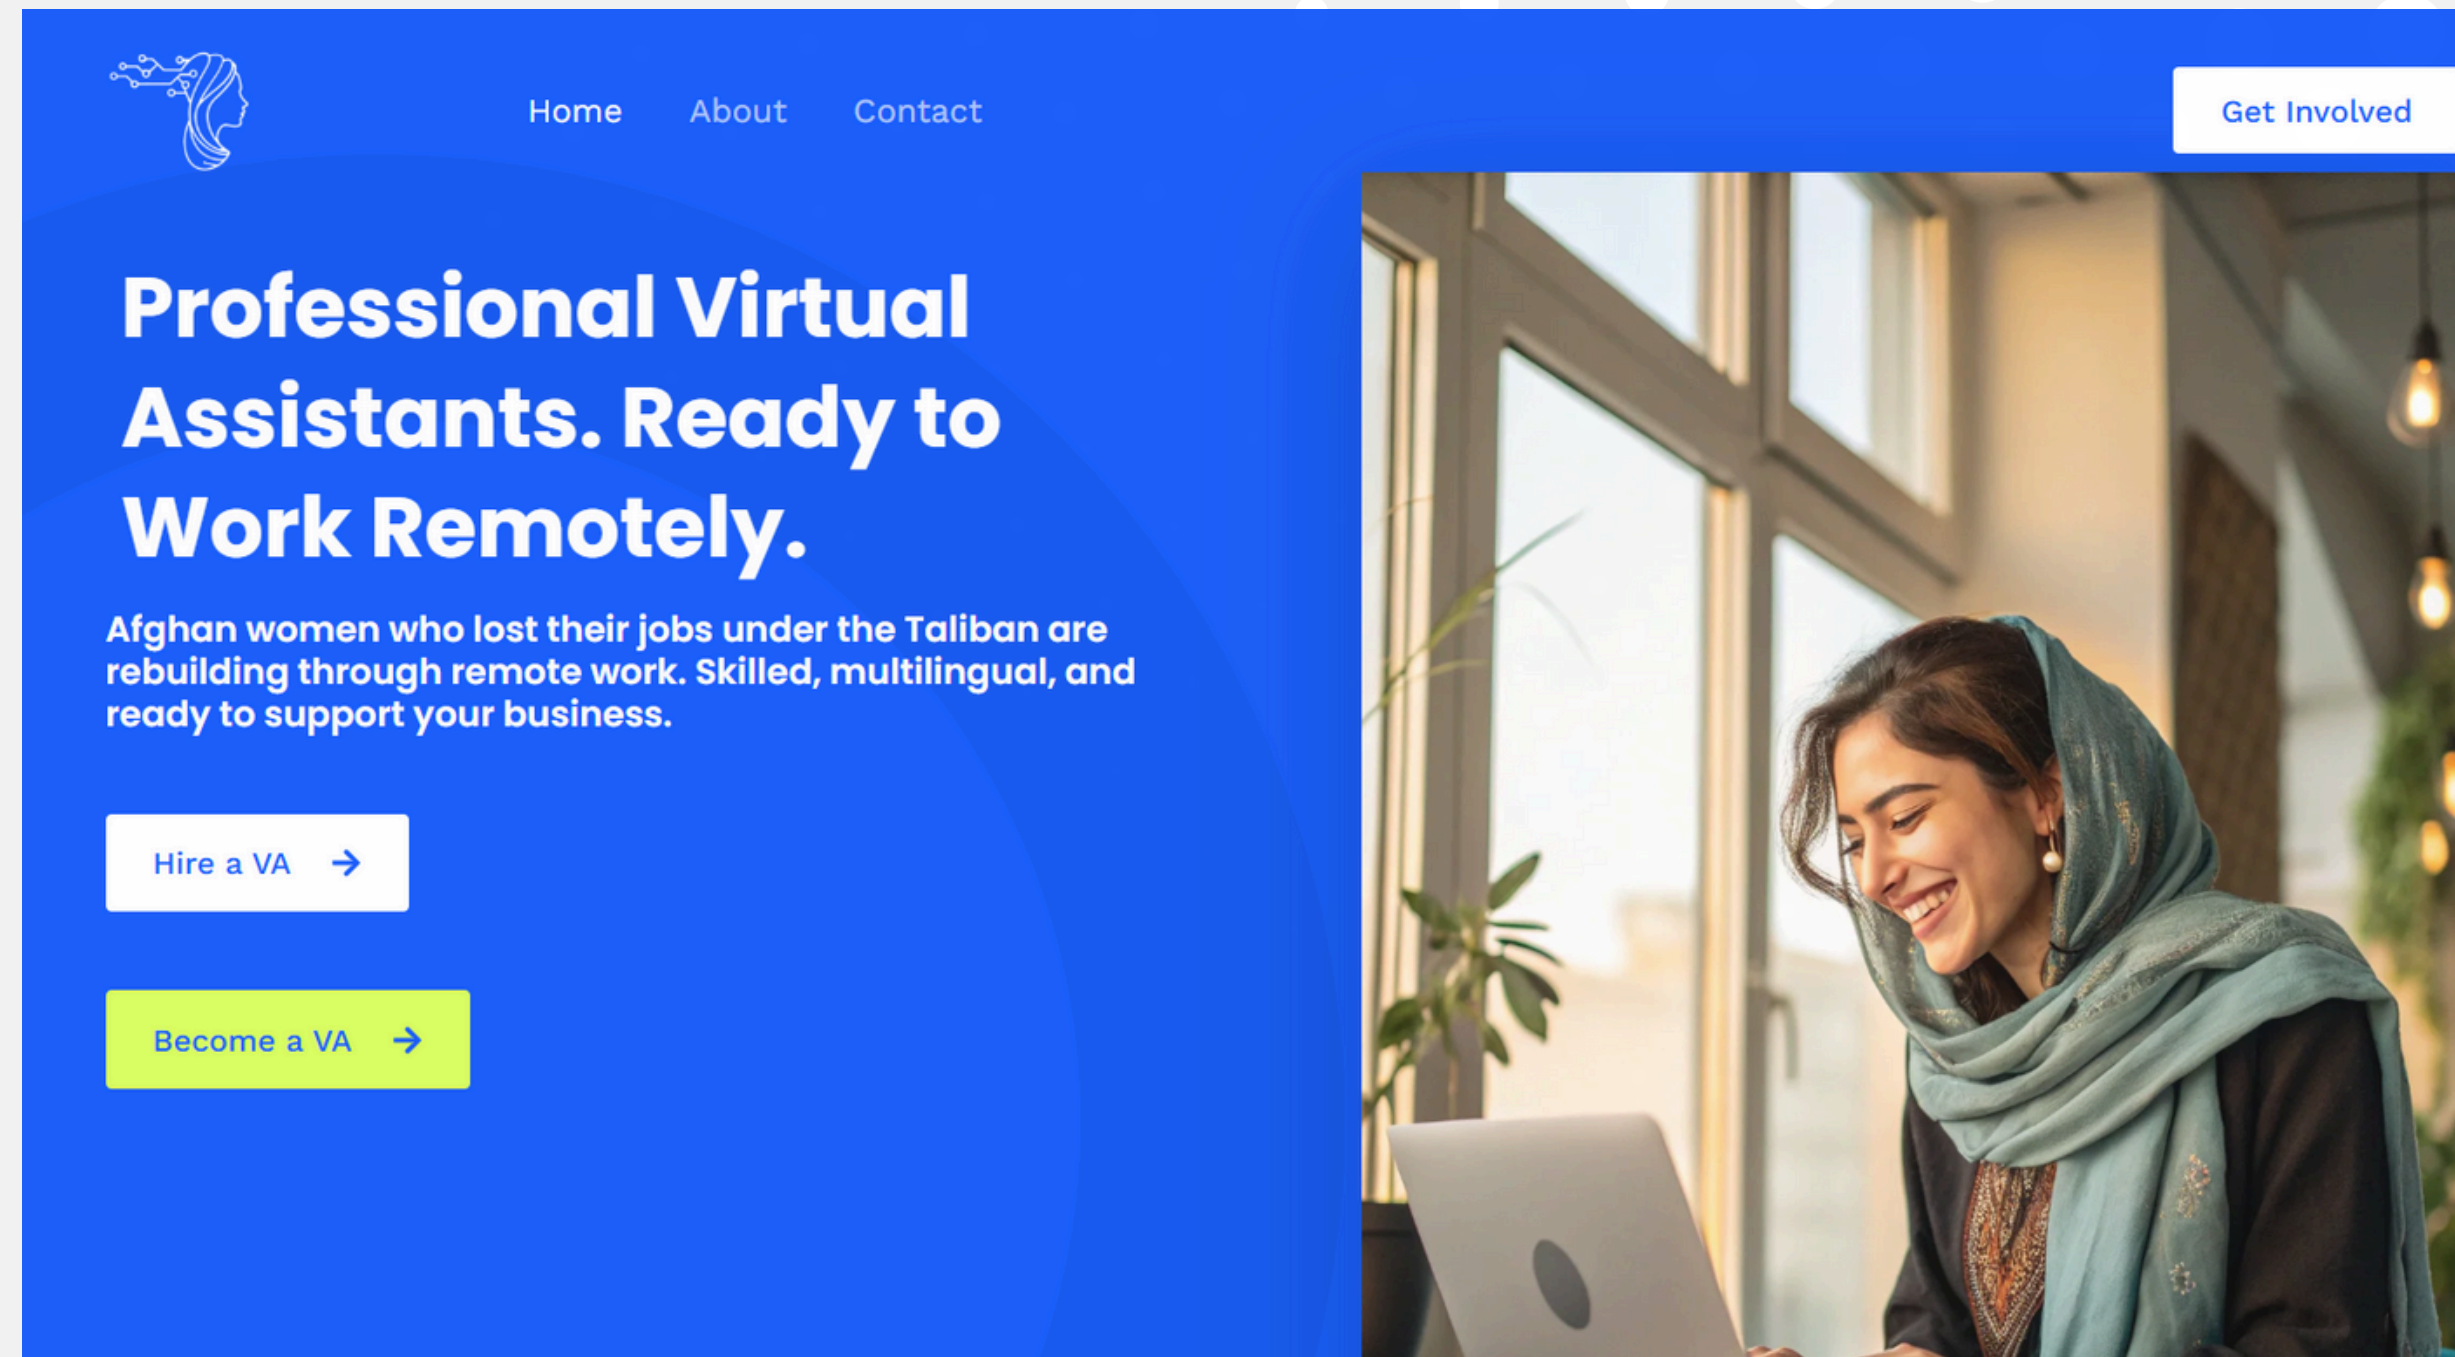 Home About Contact Get Involved
Professional Virtual
Assistants. Ready to
Work Remotely.
Afghan women who lost their jobs under the Taliban are
rebuilding through remote work. Skilled, multilingual, and
ready to support your business.
Hire a VA →
Become a VA →